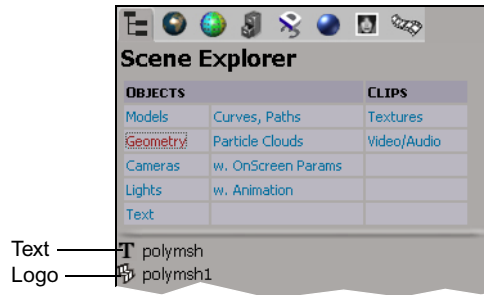 Scene Explorer
OBJECTS CLIPS
Models Curves, Paths Textures
Geometry Particle Clouds Video/Audio
Cameras w. OnScreen Params
Lights w. Animation
Text
Text T polymsh
Logo polymsh1